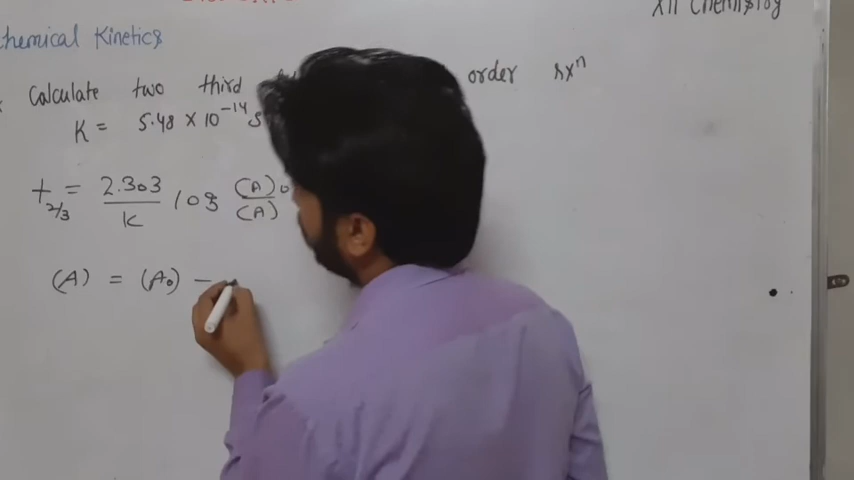 XII Chemistry
chemical Kinetics
Calculate two third order rxⁿ
K = 5.48 × 10⁻¹⁴ s
t₂/₃ = 2.303/K log (A)₀/(A)
(A) = (A₀) −